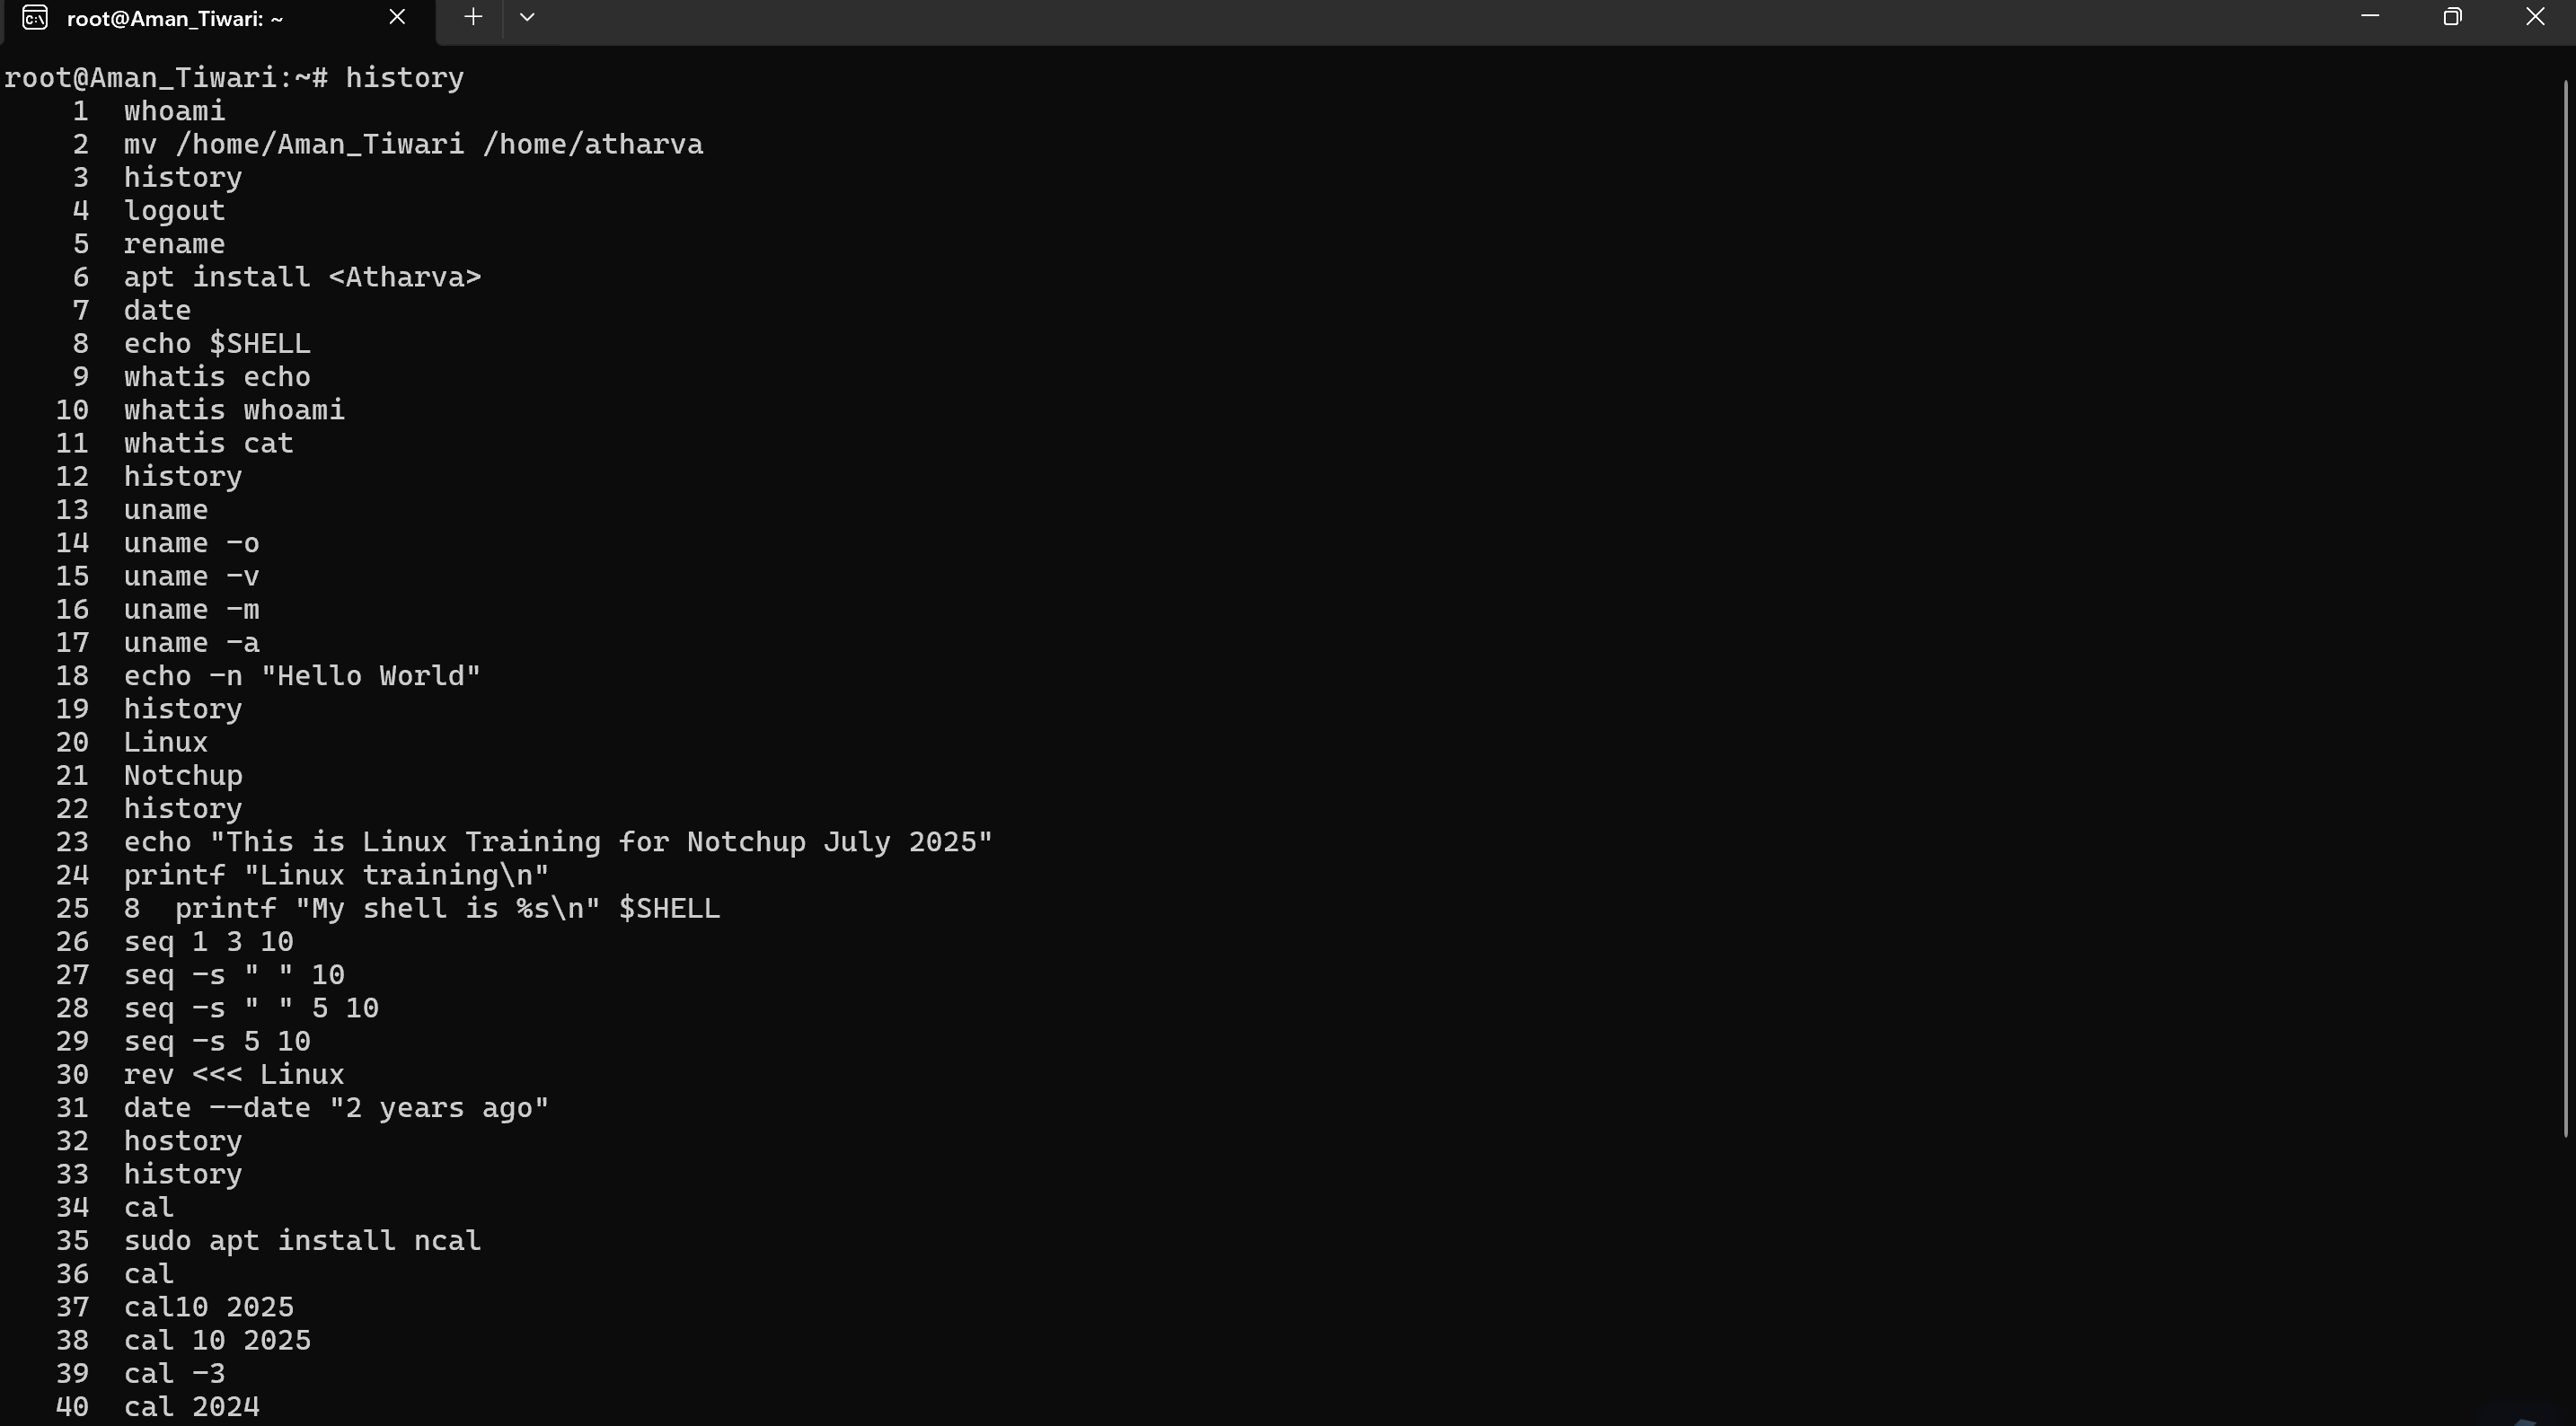 root@Aman_Tiwari: ~
root@Aman_Tiwari:~# history
1 whoami
2 mv /home/Aman_Tiwari /home/atharva
3 history
4 logout
5 rename
6 apt install <Atharva>
7 date
8 echo $SHELL
9 whatis echo
10 whatis whoami
11 whatis cat
12 history
13 uname
14 uname -o
15 uname -v
16 uname -m
17 uname -a
18 echo -n "Hello World"
19 history
20 Linux
21 Notchup
22 history
23 echo "This is Linux Training for Notchup July 2025"
24 printf "Linux training\n"
25 8  printf "My shell is %s\n" $SHELL
26 seq 1 3 10
27 seq -s " " 10
28 seq -s " " 5 10
29 seq -s 5 10
30 rev <<< Linux
31 date --date "2 years ago"
32 hostory
33 history
34 cal
35 sudo apt install ncal
36 cal
37 cal10 2025
38 cal 10 2025
39 cal -3
40 cal 2024